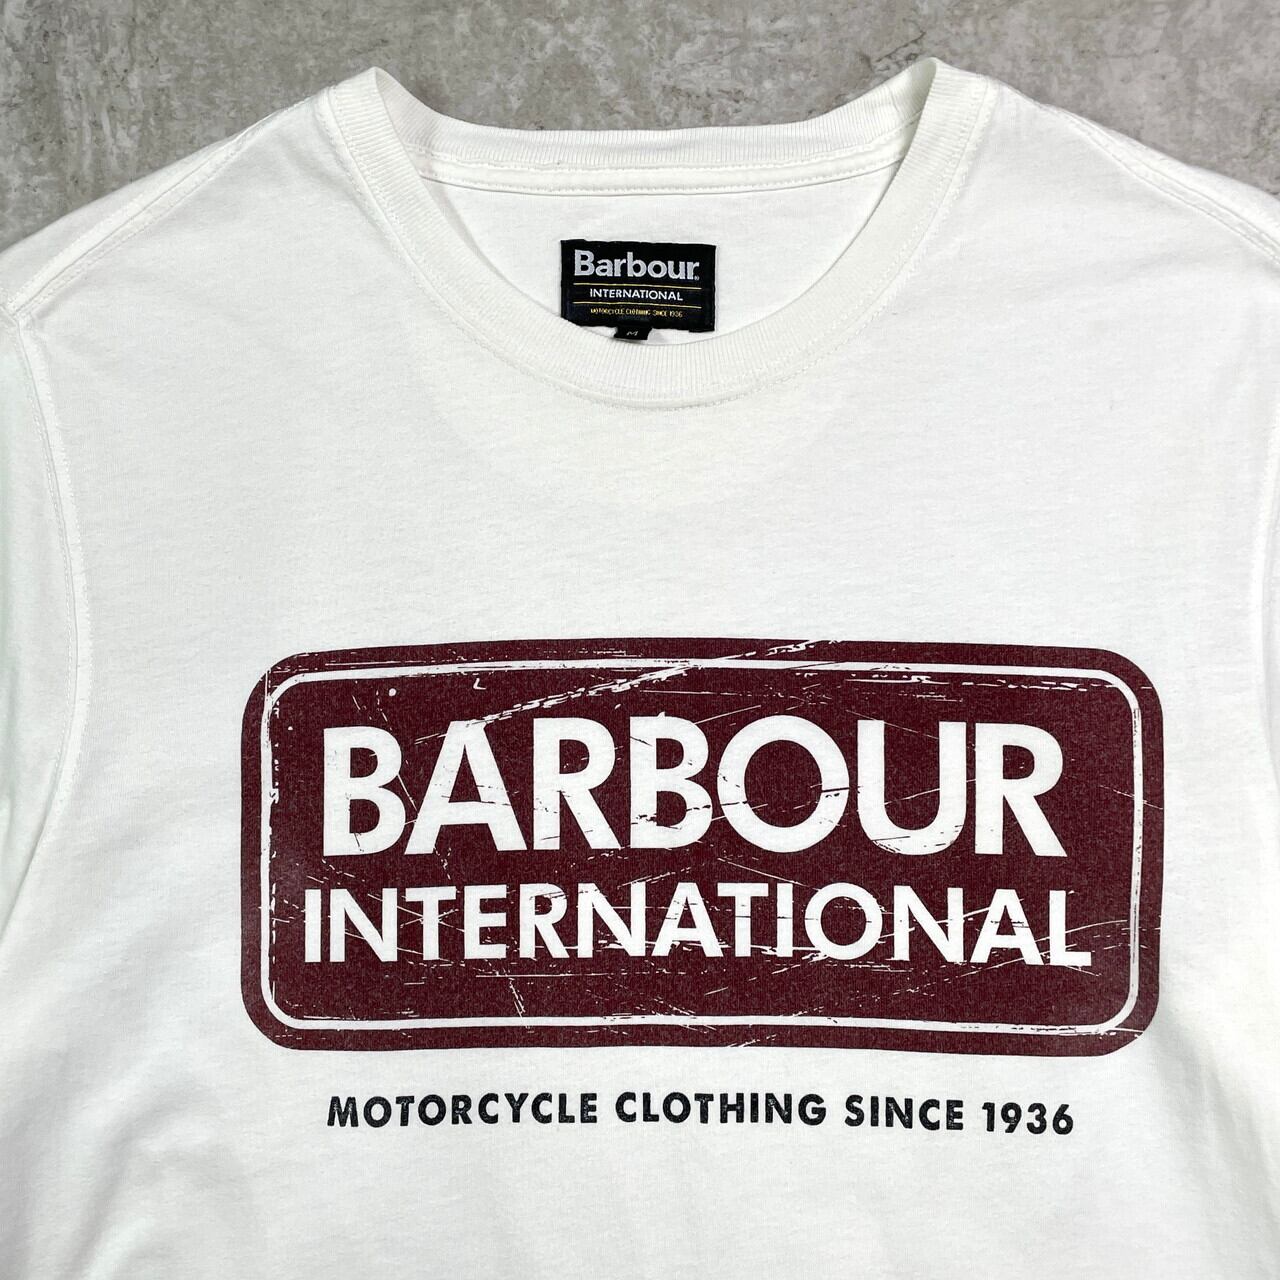 Barbour
INTERNATIONAL
MOTORCYCLE CLOTHING SINCE 1936
M
BARBOUR
INTERNATIONAL
MOTORCYCLE CLOTHING SINCE 1936